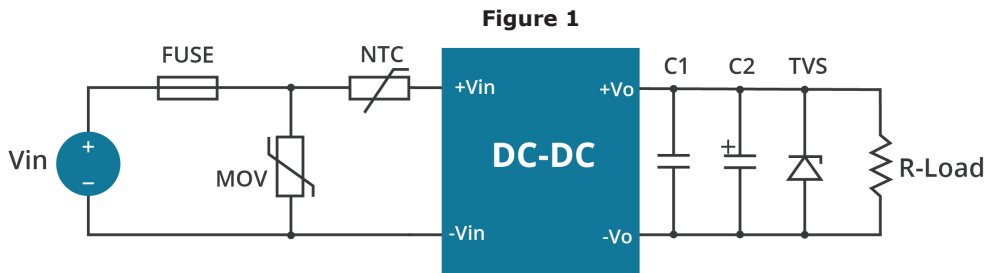 Figure 1
FUSE
NTC
C1
C2
TVS
+Vin
+Vo
+
Vin
+
−
MOV
DC-DC
R-Load
-Vin
-Vo